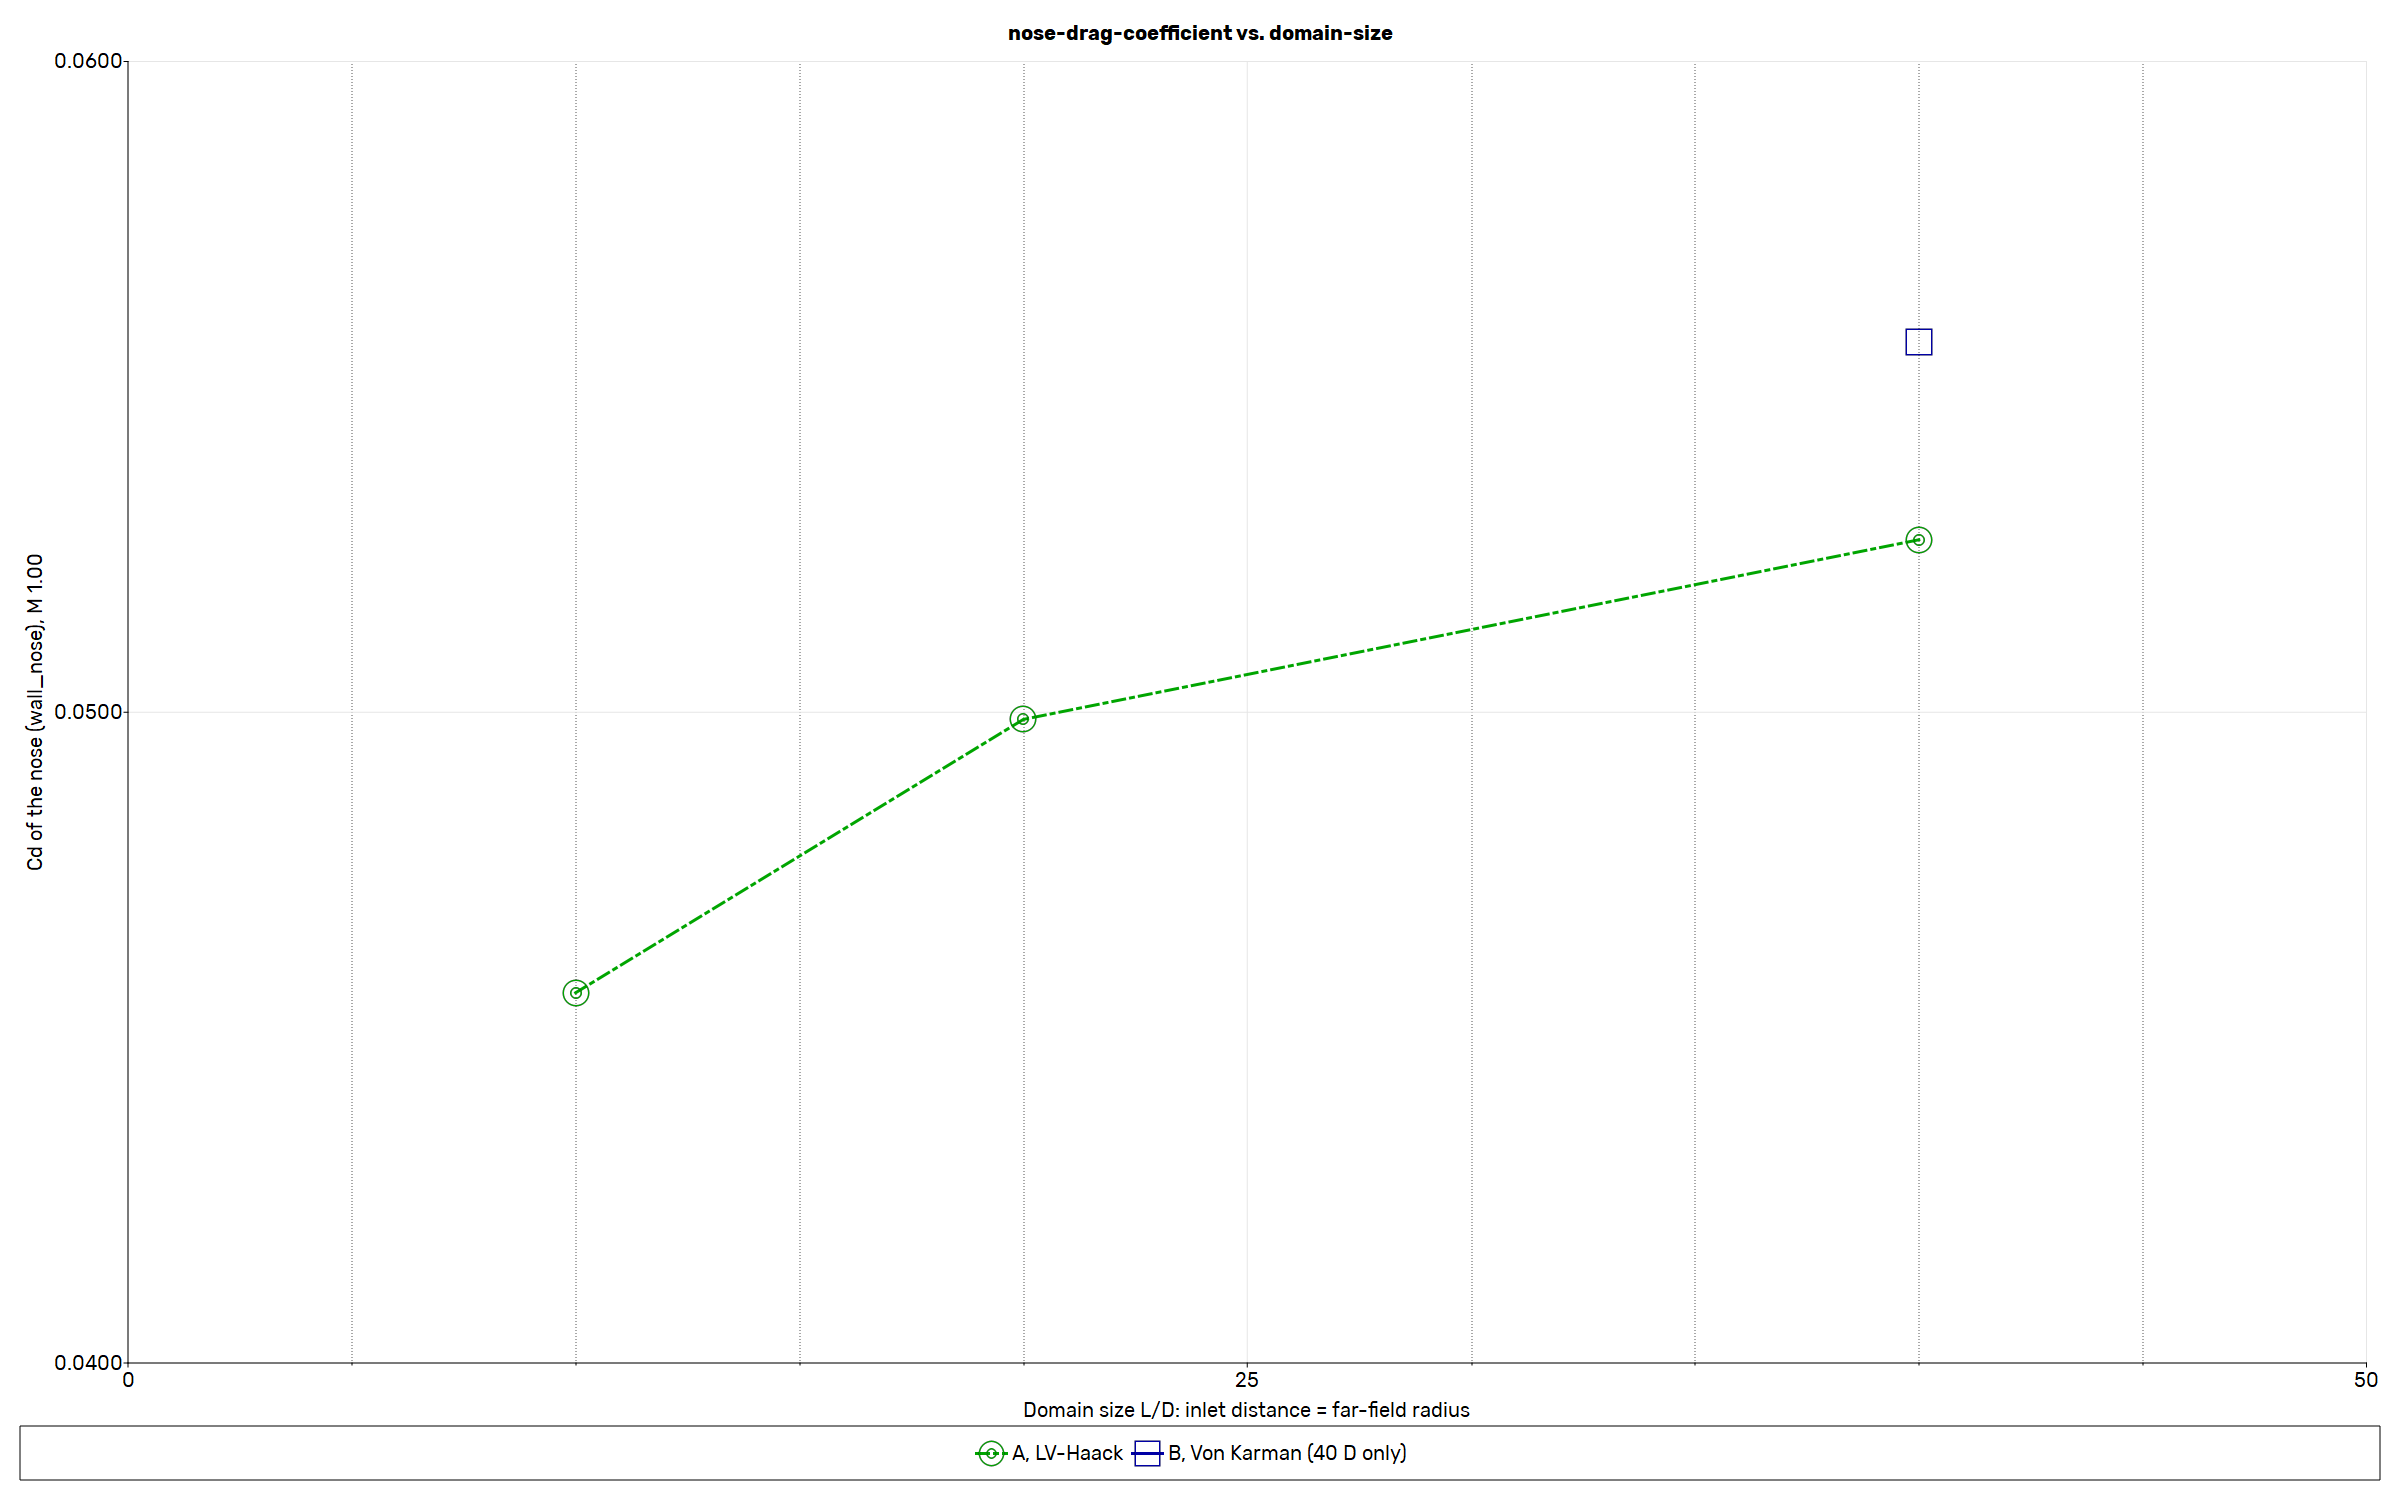 nose-drag-coefficient vs. domain-size
0.0600
0.0500
0.0400
Cd of the nose (wall_nose), M 1.00
0
25
50
Domain size L/D: inlet distance = far-field radius
A, LV-Haack
B, Von Karman (40 D only)